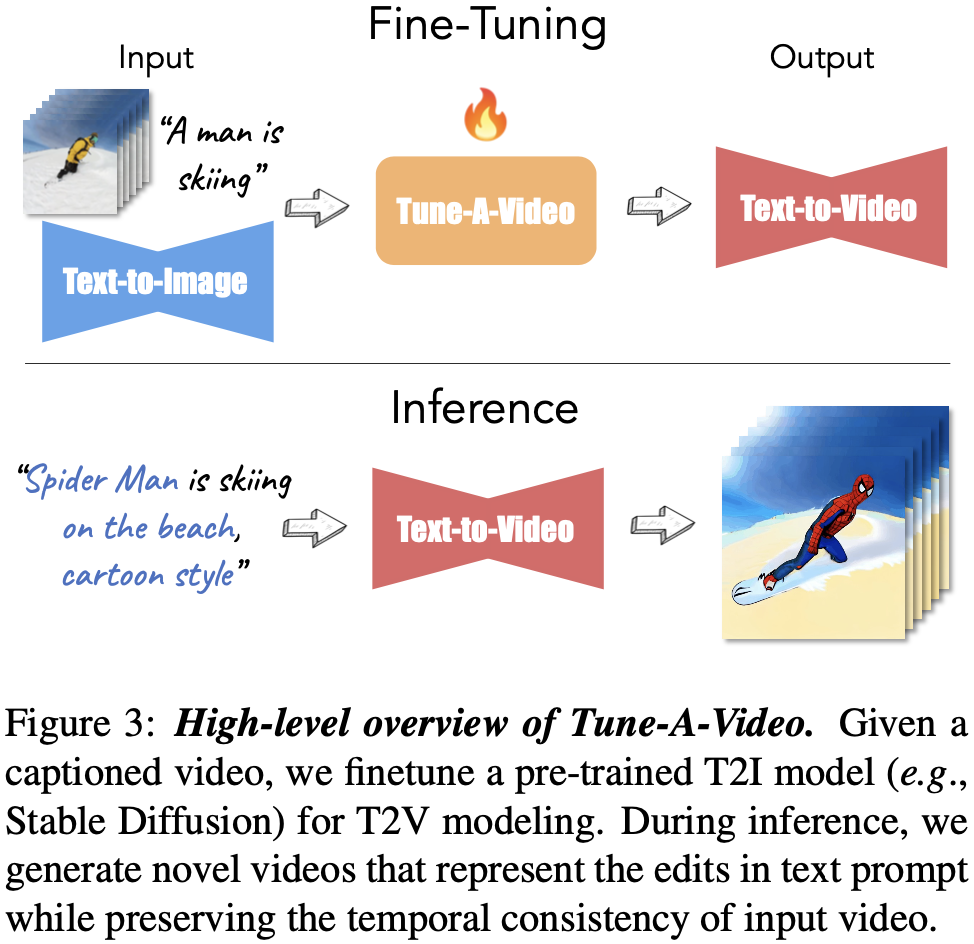 Fine-Tuning
Input
Output
“A man is
skiing”
Text-to-Image
Tune-A-Video
Text-to-Video
Inference
“Spider Man is skiing
on the beach,
cartoon style”
Text-to-Video
Figure 3: High-level overview of Tune-A-Video. Given a
captioned video, we finetune a pre-trained T2I model (e.g.,
Stable Diffusion) for T2V modeling. During inference, we
generate novel videos that represent the edits in text prompt
while preserving the temporal consistency of input video.